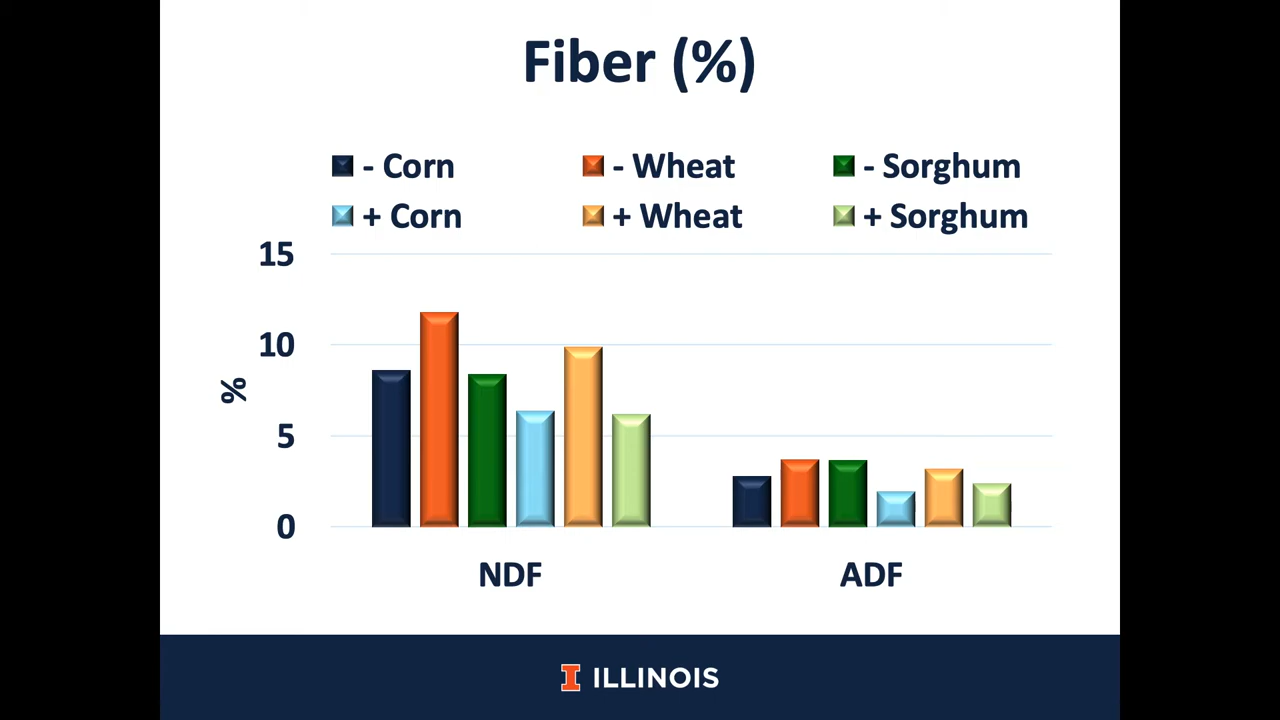 Fiber (%)
- Corn
- Wheat
- Sorghum
+ Corn
+ Wheat
+ Sorghum
15
10
5
0
%
NDF
ADF
I ILLINOIS